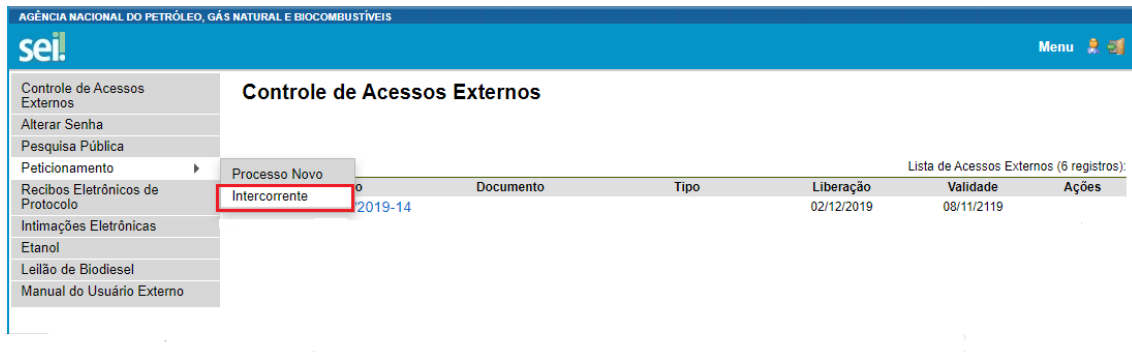 AGÊNCIA NACIONAL DO PETRÓLEO, GÁS NATURAL E BIOCOMBUSTÍVEIS
sei!
Menu
Controle de Acessos
Externos
Alterar Senha
Pesquisa Pública
Peticionamento
Recibos Eletrônicos de
Protocolo
Intimações Eletrônicas
Etanol
Leilão de Biodiesel
Manual do Usuário Externo
Processo Novo
Intercorrente
Controle de Acessos Externos
Lista de Acessos Externos (6 registros):
o Documento Tipo Liberação Validade Ações
/2019-14 02/12/2019 08/11/2119